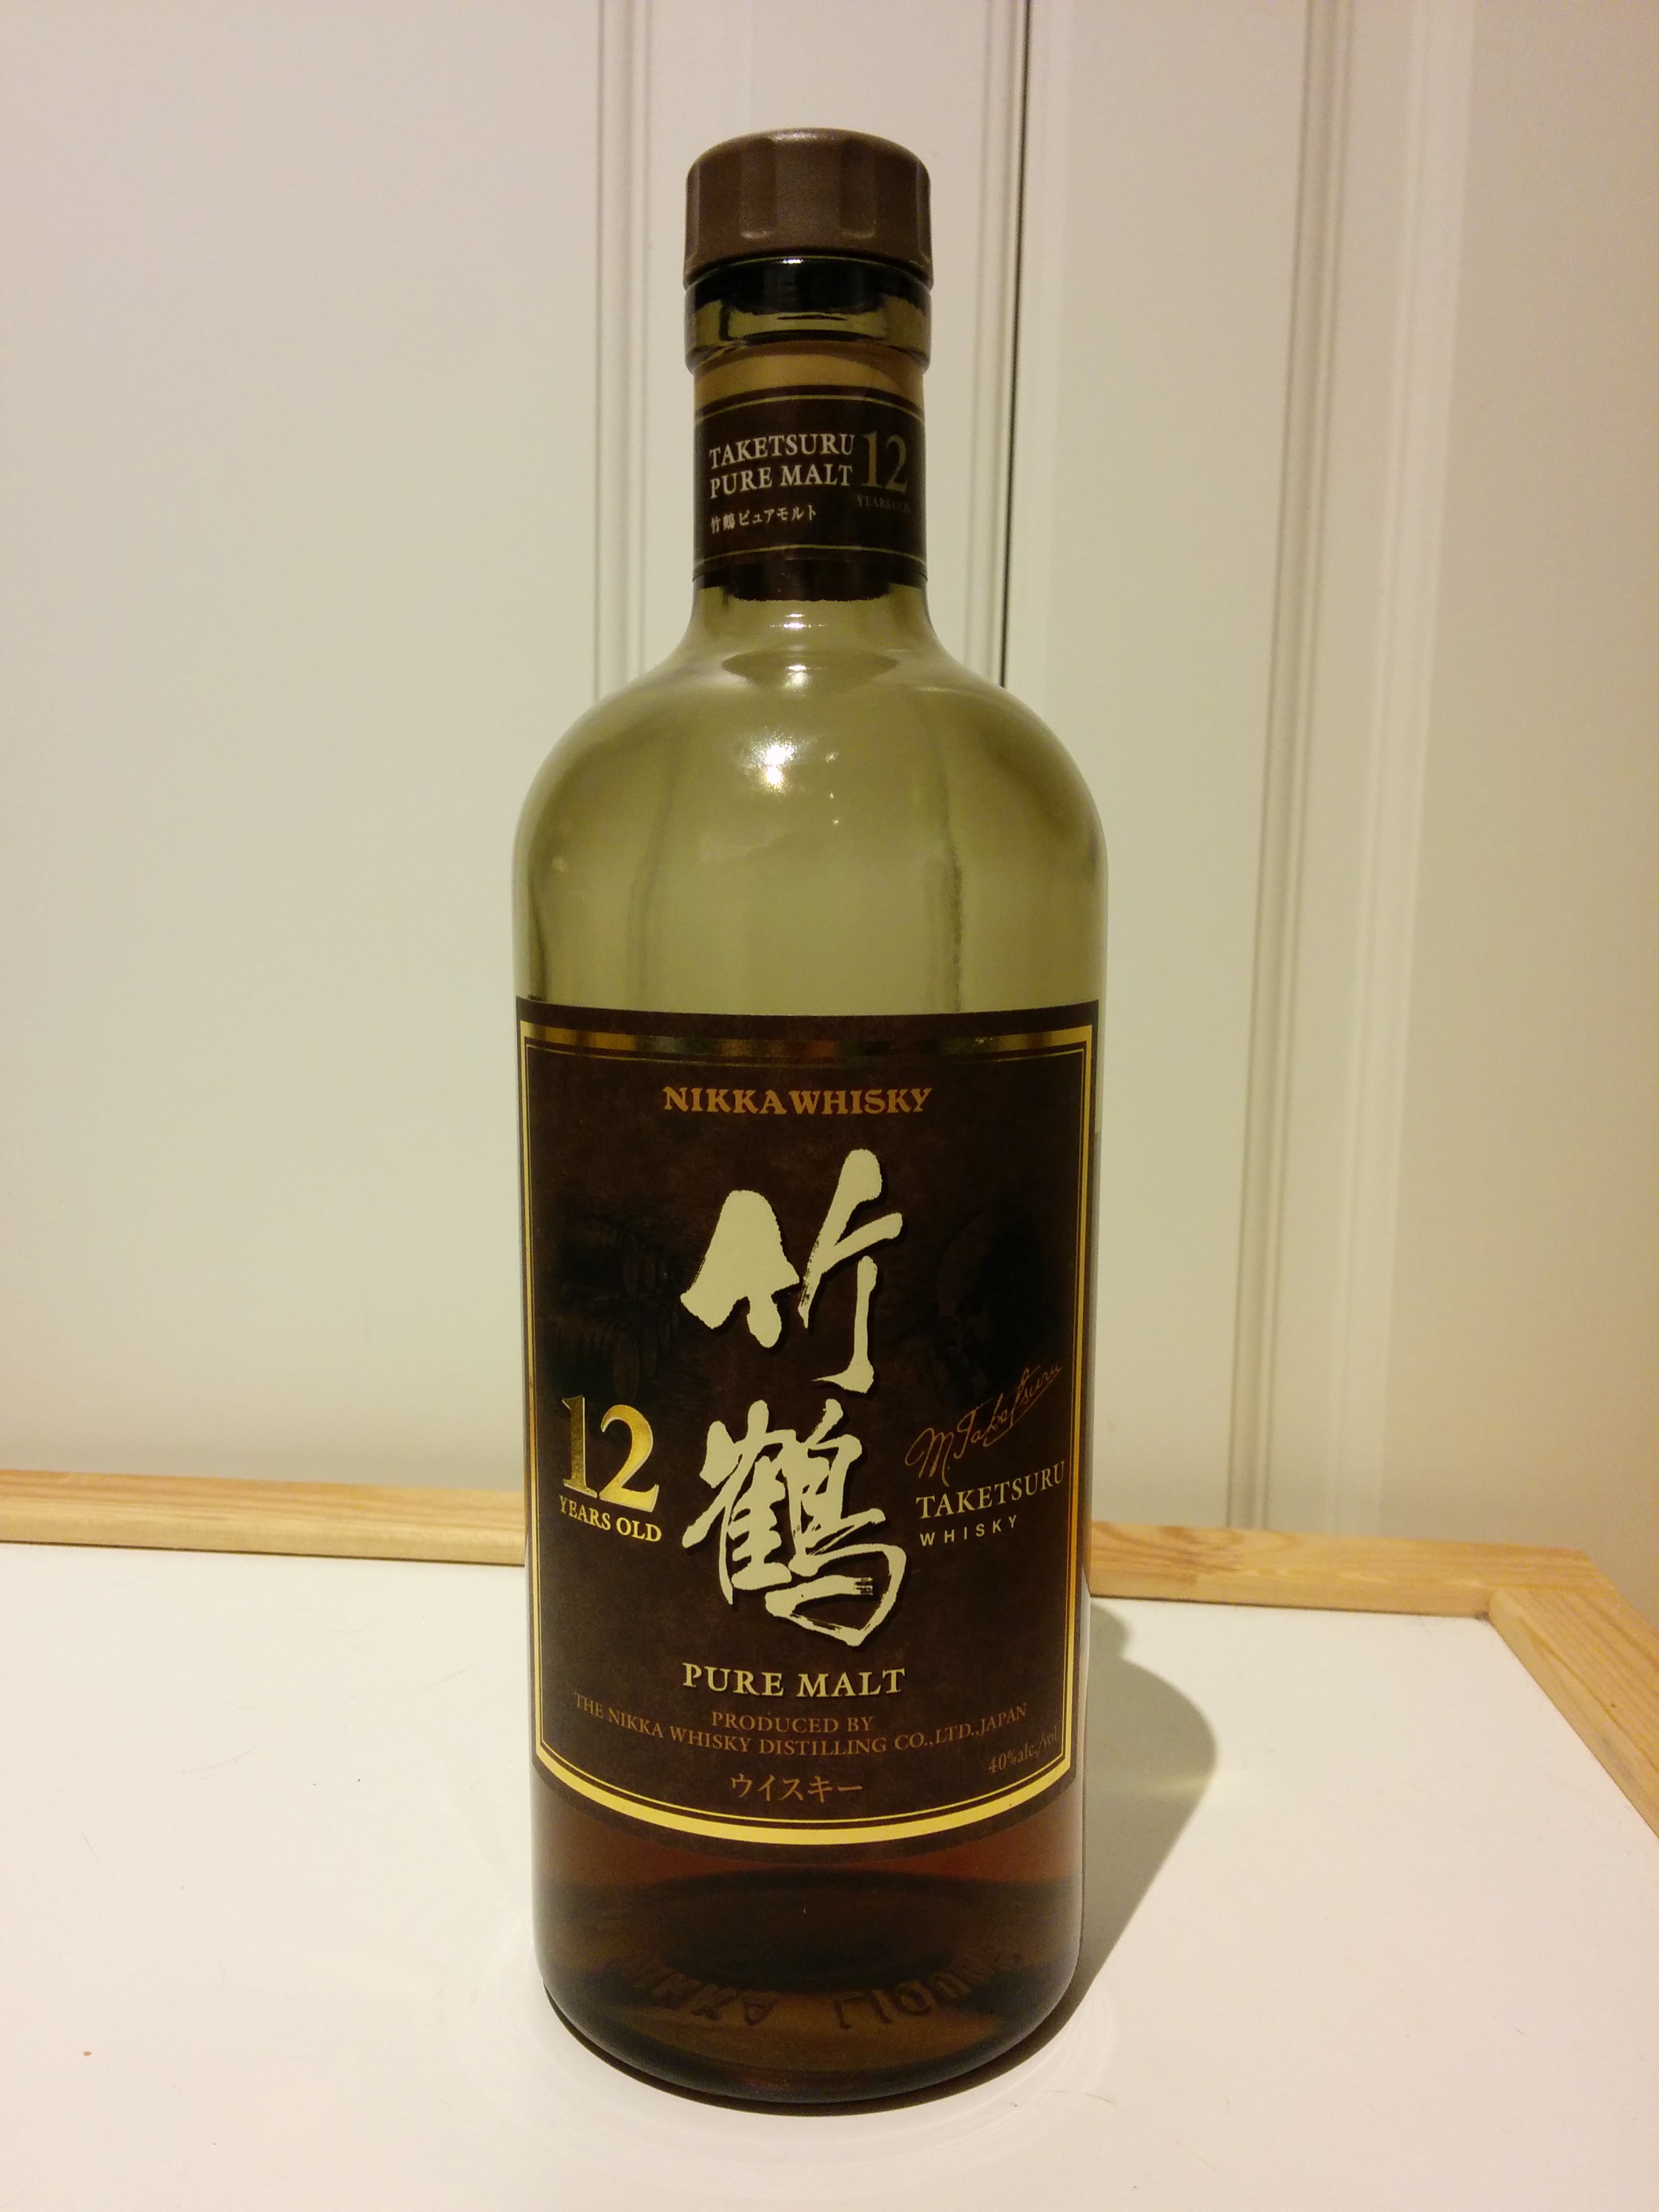 TAKETSURU
PURE MALT
12
YEARS OLD
竹鶴ピュアモルト
NIKKA WHISKY
竹鶴
12
YEARS OLD
M. Taketsuru
TAKETSURU
WHISKY
PURE MALT
PRODUCED BY
THE NIKKA WHISKY DISTILLING CO.,LTD.,JAPAN
40%alc./vol
ウイスキー